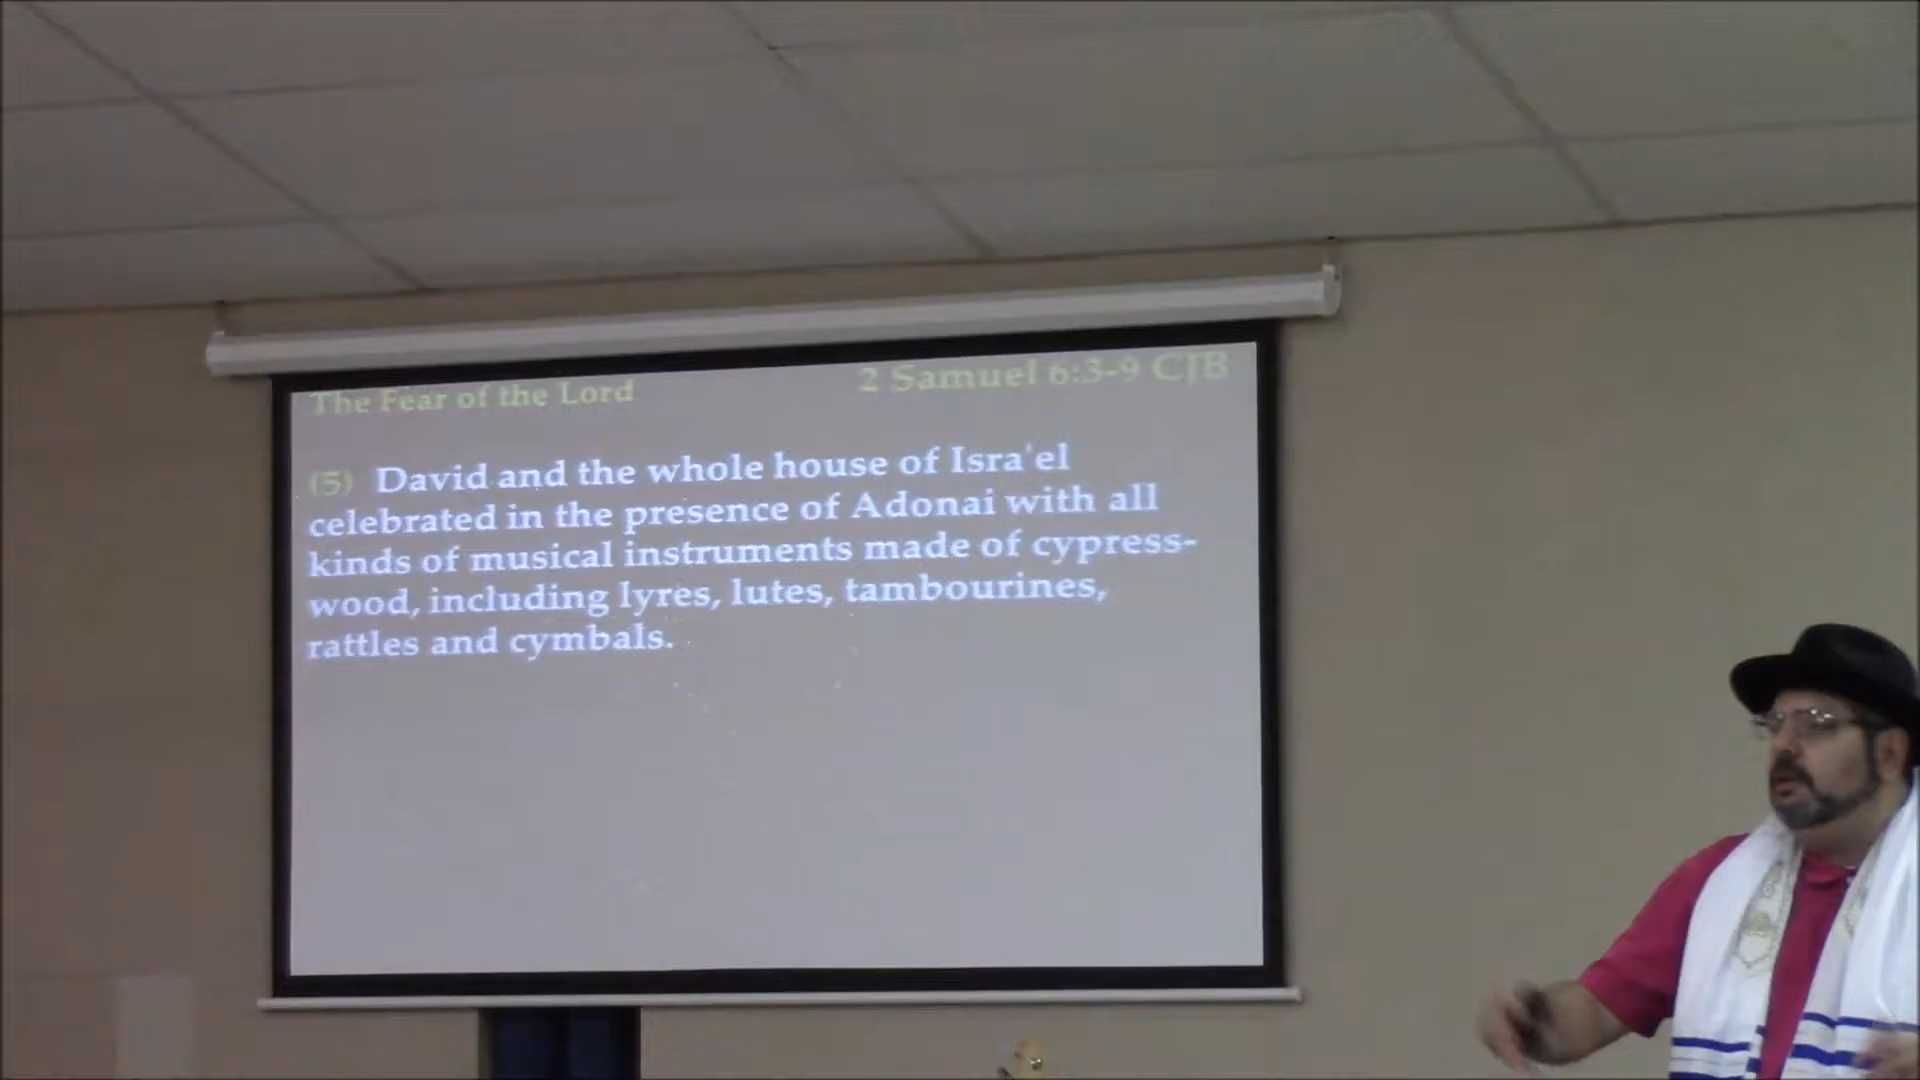 The Fear of the Lord
2 Samuel 6:3-9 CJB
(5) David and the whole house of Isra'el
celebrated in the presence of Adonai with all
kinds of musical instruments made of cypress-
wood, including lyres, lutes, tambourines,
rattles and cymbals.